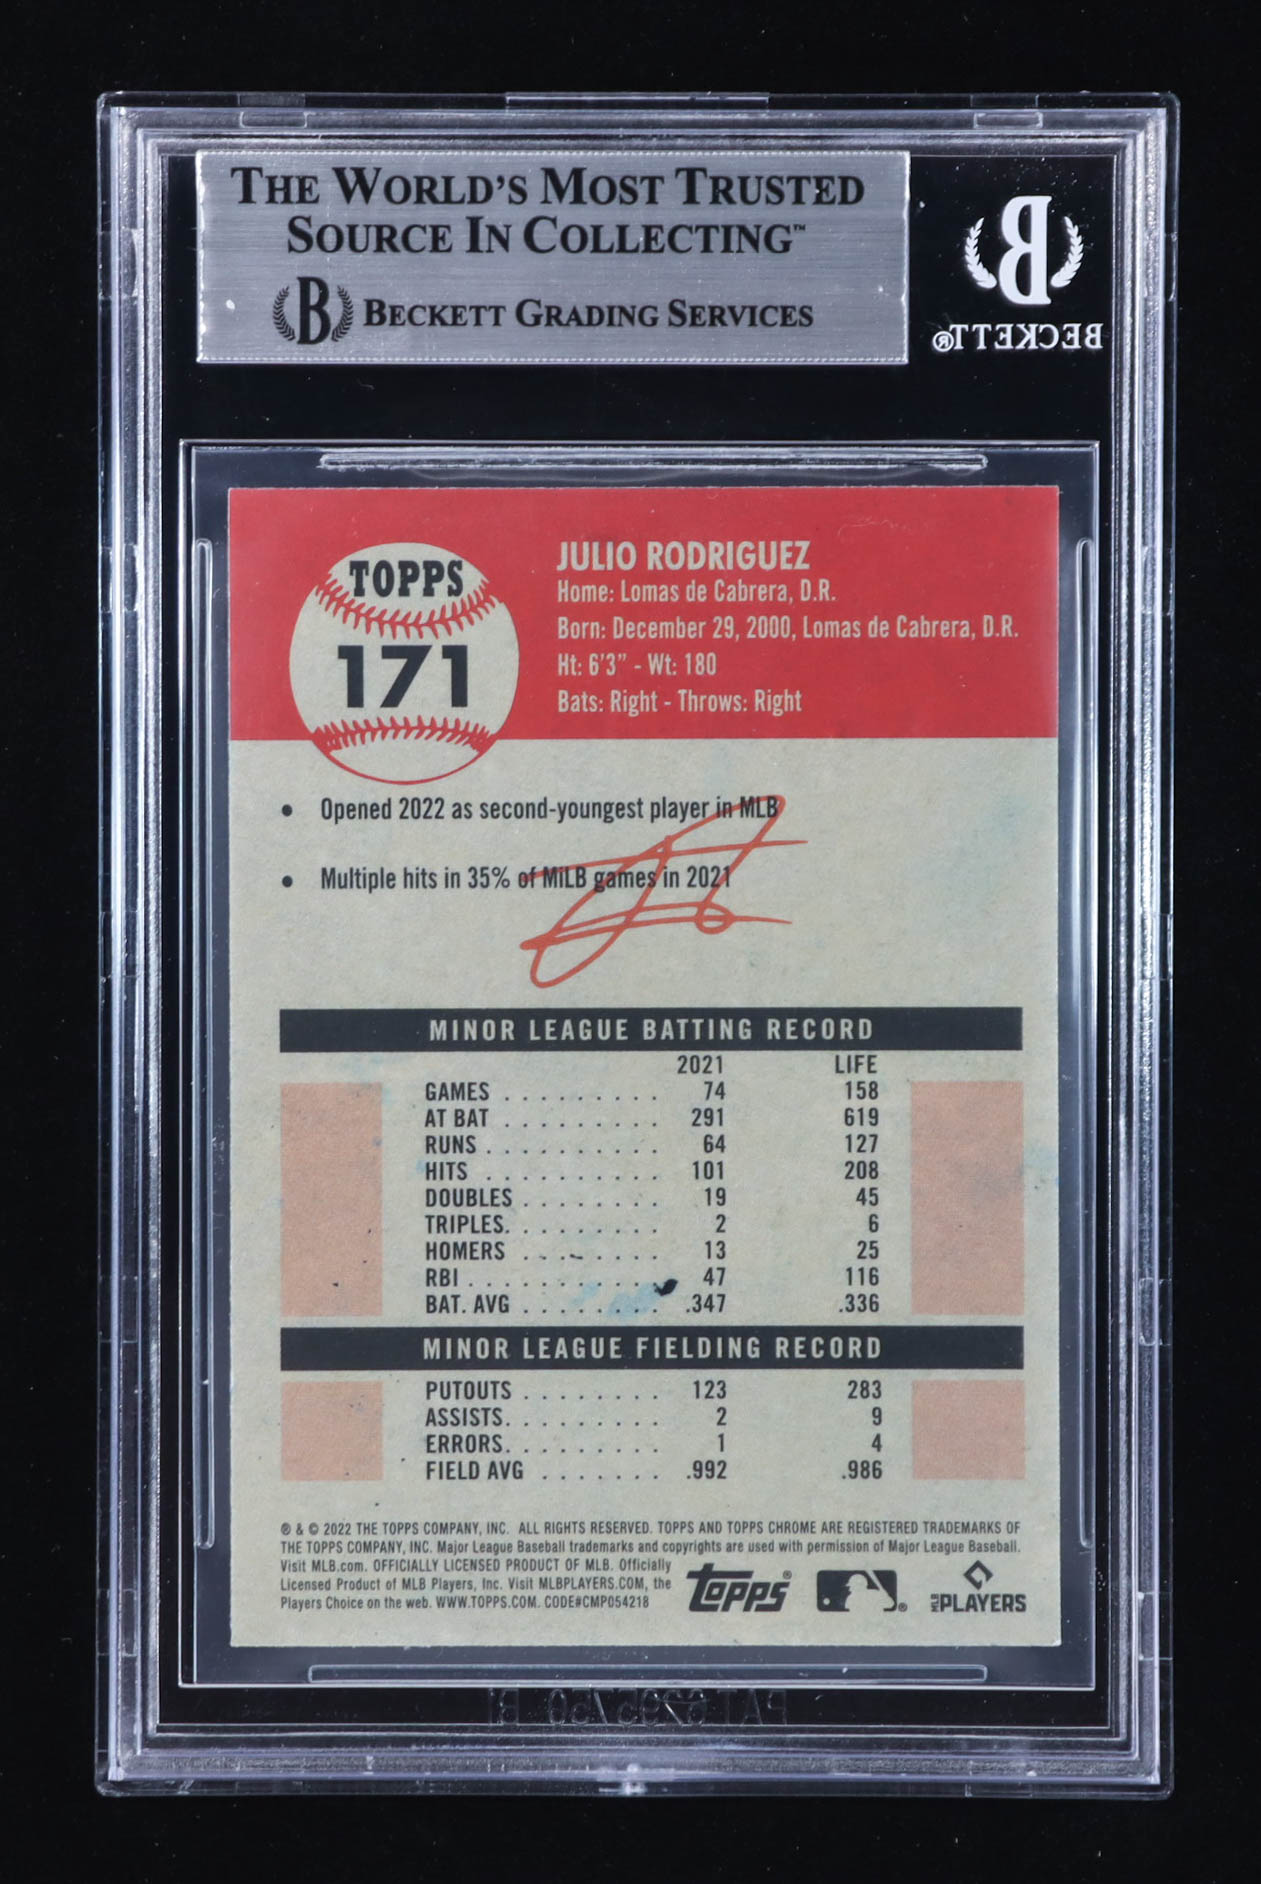 THE WORLD'S MOST TRUSTED
SOURCE IN COLLECTING™
B BECKETT GRADING SERVICES
B
BECKETT®
TOPPS
171
JULIO RODRIGUEZ
Home: Lomas de Cabrera, D.R.
Born: December 29, 2000, Lomas de Cabrera, D.R.
Ht: 6'3" - Wt: 180
Bats: Right - Throws: Right
• Opened 2022 as second-youngest player in MLB
• Multiple hits in 35% of MiLB games in 2021
MINOR LEAGUE BATTING RECORD
2021 LIFE
GAMES . . . . . . . . . 74 158
AT BAT . . . . . . . . . 291 619
RUNS . . . . . . . . . . 64 127
HITS . . . . . . . . . . 101 208
DOUBLES . . . . . . . . 19 45
TRIPLES. . . . . . . . . 2 6
HOMERS . . . . . . . . 13 25
RBI . . . . . . . . . . . 47 116
BAT. AVG . . . . . . . . .347 .336
MINOR LEAGUE FIELDING RECORD
PUTOUTS . . . . . . . . 123 283
ASSISTS. . . . . . . . . 2 9
ERRORS. . . . . . . . . 1 4
FIELD AVG . . . . . . . .992 .986
® & © 2022 THE TOPPS COMPANY, INC. ALL RIGHTS RESERVED. TOPPS AND TOPPS CHROME ARE REGISTERED TRADEMARKS OF
THE TOPPS COMPANY, INC. Major League Baseball trademarks and copyrights are used with permission of Major League Baseball.
Visit MLB.com. OFFICIALLY LICENSED PRODUCT OF MLB. Officially
Licensed Product of MLB Players, Inc. Visit MLBPLAYERS.COM, the
Players Choice on the web. WWW.TOPPS.COM. CODE#CMP054218
Topps®
MLB PLAYERS